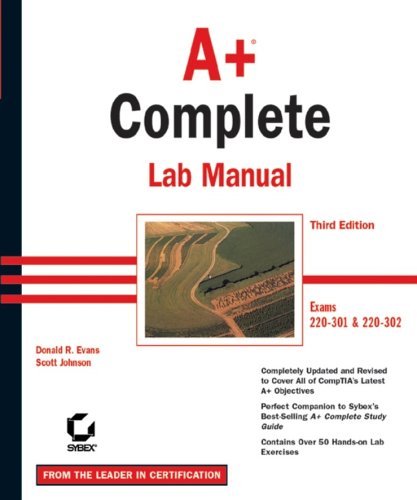 A+®
Complete
Lab Manual
Third Edition
Exams
220-301 & 220-302
Donald R. Evans
Scott Johnson
Completely Updated and Revised
to Cover All of CompTIA's Latest
A+ Objectives
Perfect Companion to Sybex's
Best-Selling A+ Complete Study
Guide
Contains Over 50 Hands-on Lab
Exercises
SYBEX®
FROM THE LEADER IN CERTIFICATION